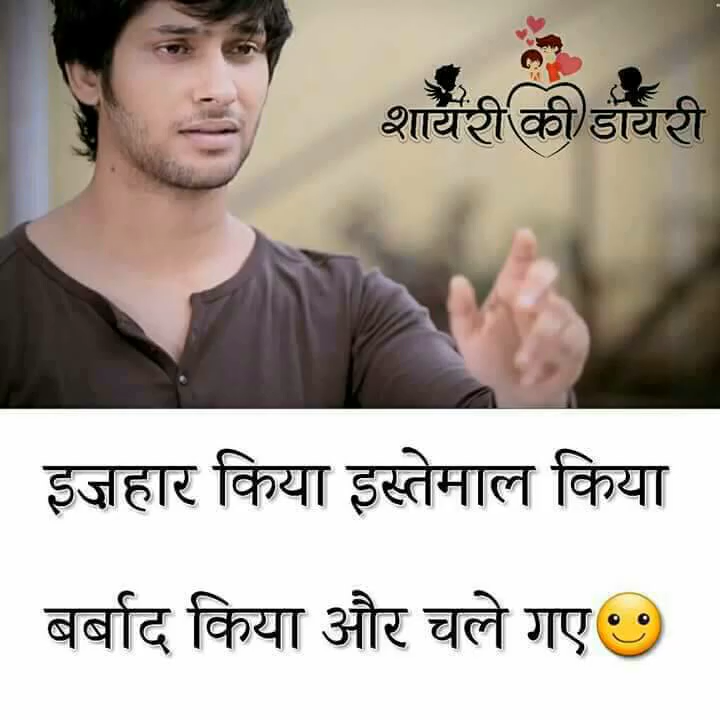 शायरी की डायरी
इज़हार किया इस्तेमाल किया
बर्बाद किया और चले गए🙂